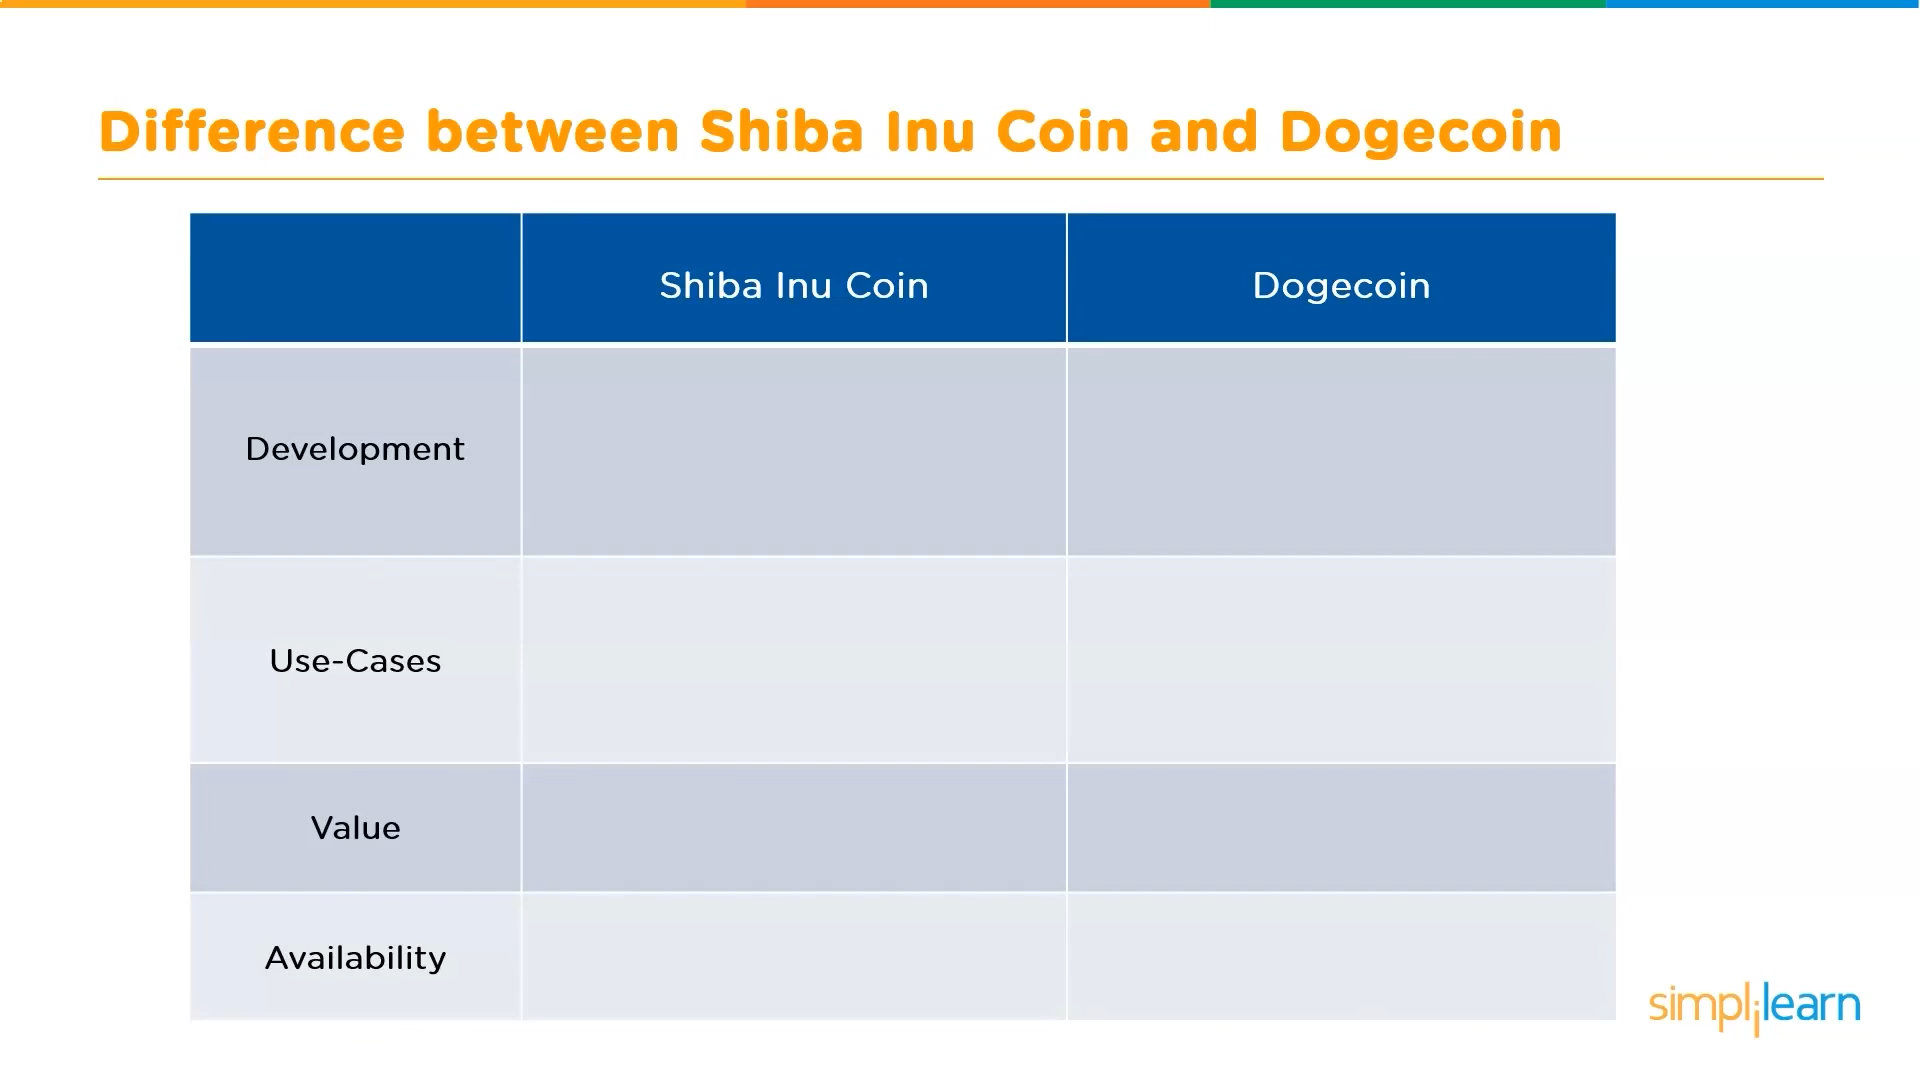 Difference between Shiba Inu Coin and Dogecoin
Shiba Inu Coin
Dogecoin
Development
Use-Cases
Value
Availability
simplilearn